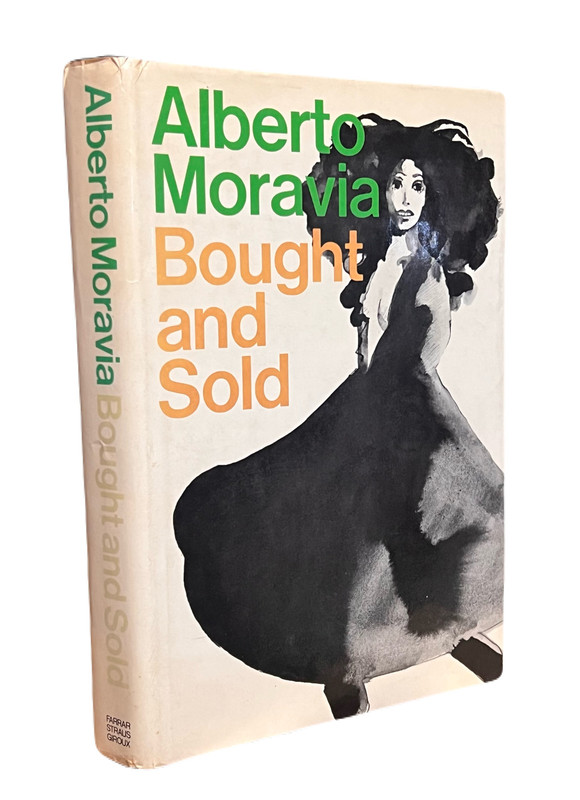 Alberto
Moravia
Bought
and
Sold
Alberto Moravia Bought and Sold
FARRAR
STRAUS
GIROUX